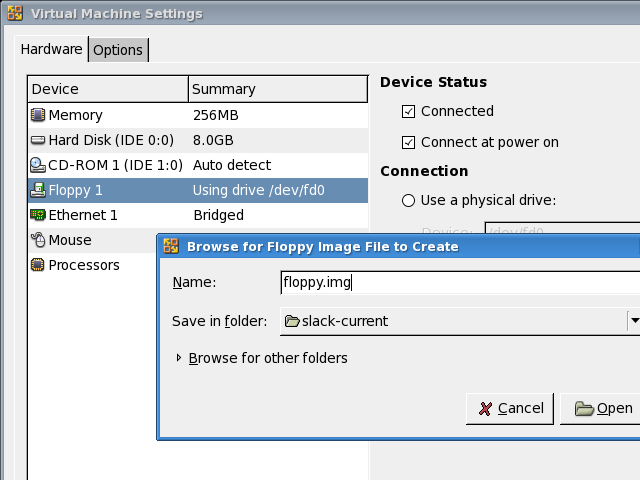 Virtual Machine Settings
Hardware Options
Device Summary
Memory 256MB
Hard Disk (IDE 0:0) 8.0GB
CD-ROM 1 (IDE 1:0) Auto detect
Floppy 1 Using drive /dev/fd0
Ethernet 1 Bridged
Mouse
Processors
Device Status
Connected
Connect at power on
Connection
Use a physical drive:
Device: /dev/fd0
Browse for Floppy Image File to Create
Name: floppy.img
Save in folder: slack-current
Browse for other folders
Cancel Open